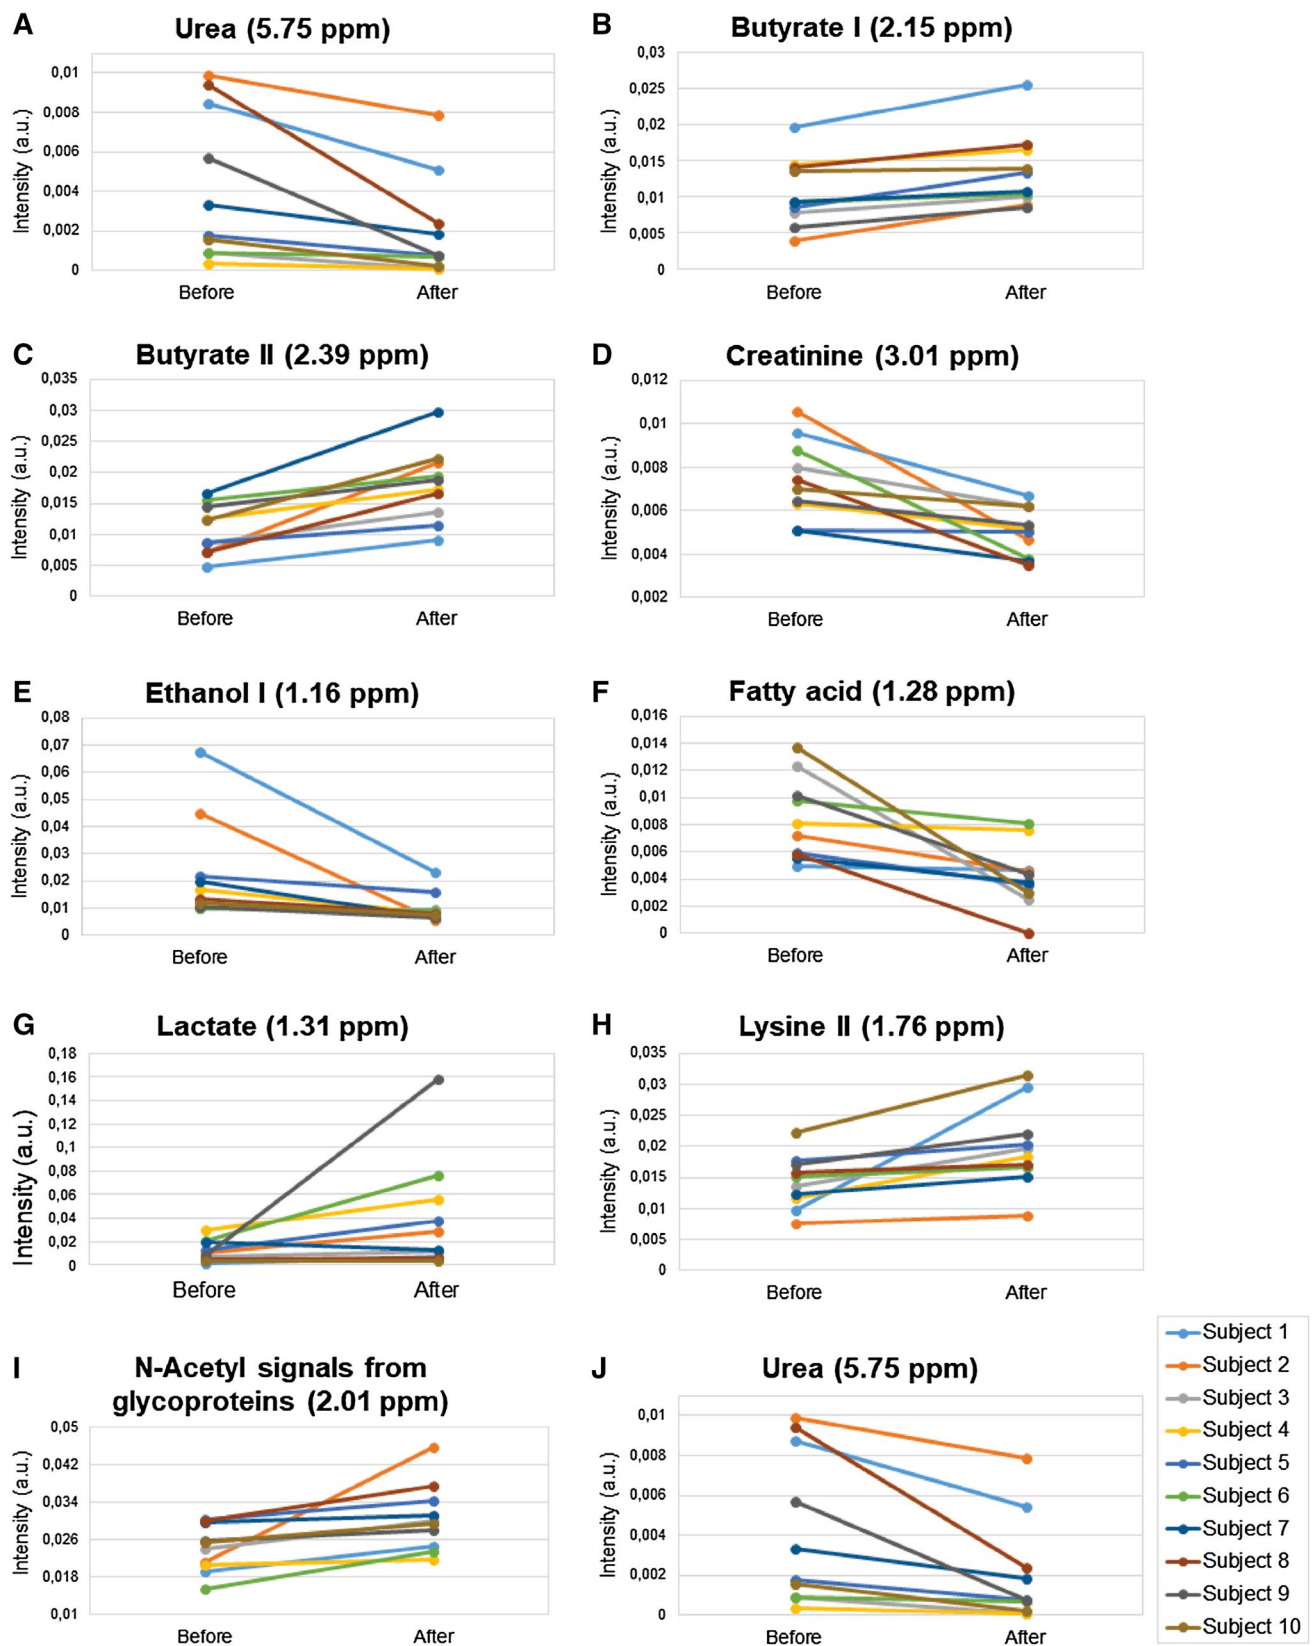 A
Urea (5.75 ppm)
Intensity (a.u.)
0,01
0,008
0,006
0,004
0,002
0
Before
After
B
Butyrate I (2.15 ppm)
Intensity (a.u.)
0,03
0,025
0,02
0,015
0,01
0,005
0
Before
After
C
Butyrate II (2.39 ppm)
Intensity (a.u.)
0,035
0,03
0,025
0,02
0,015
0,01
0,005
0
Before
After
D
Creatinine (3.01 ppm)
Intensity (a.u.)
0,012
0,01
0,008
0,006
0,004
0,002
Before
After
E
Ethanol I (1.16 ppm)
Intensity (a.u.)
0,08
0,07
0,06
0,05
0,04
0,03
0,02
0,01
0
Before
After
F
Fatty acid (1.28 ppm)
Intensity (a.u.)
0,016
0,014
0,012
0,01
0,008
0,006
0,004
0,002
0
Before
After
G
Lactate (1.31 ppm)
Intensity (a.u.)
0,18
0,16
0,14
0,12
0,1
0,08
0,06
0,04
0,02
0
Before
After
H
Lysine II (1.76 ppm)
Intensity (a.u.)
0,035
0,03
0,025
0,02
0,015
0,01
0,005
0
Before
After
I
N-Acetyl signals from
glycoproteins (2.01 ppm)
Intensity (a.u.)
0,05
0,042
0,034
0,026
0,018
0,01
Before
After
J
Urea (5.75 ppm)
Intensity (a.u.)
0,01
0,008
0,006
0,004
0,002
0
Before
After
Subject 1
Subject 2
Subject 3
Subject 4
Subject 5
Subject 6
Subject 7
Subject 8
Subject 9
Subject 10